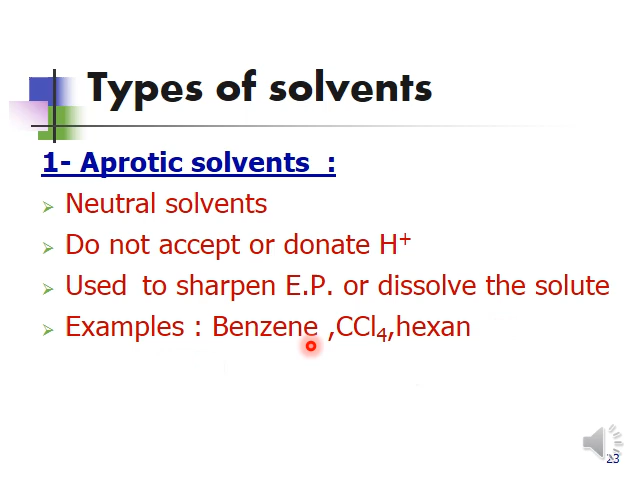 Types of solvents
1- Aprotic solvents :
Neutral solvents
Do not accept or donate H⁺
Used to sharpen E.P. or dissolve the solute
Examples : Benzene ,CCl₄,hexan
23